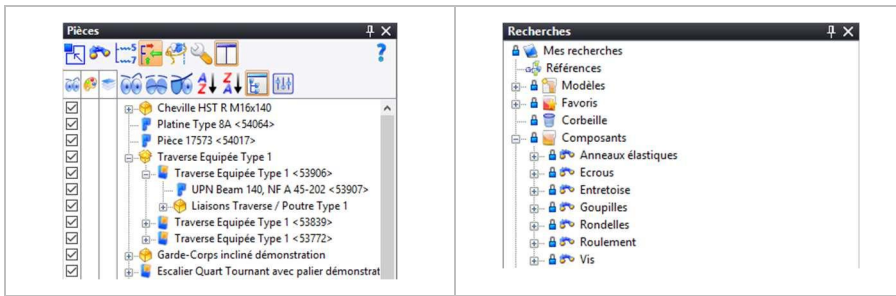 Pièces
5
7
?
A
Z
Z
A
Cheville HST R M16x140
Platine Type 8A <54064>
Pièce 17573 <54017>
Traverse Equipée Type 1
Traverse Equipée Type 1 <53906>
UPN Beam 140, NF A 45-202 <53907>
Liaisons Traverse / Poutre Type 1
Traverse Equipée Type 1 <53839>
Traverse Equipée Type 1 <53772>
Garde-Corps incliné démonstration
Escalier Quart Tournant avec palier démonstrat
Recherches
Mes recherches
Références
Modèles
Favoris
Corbeille
Composants
Anneaux élastiques
Ecrous
Entretoise
Goupilles
Rondelles
Roulement
Vis